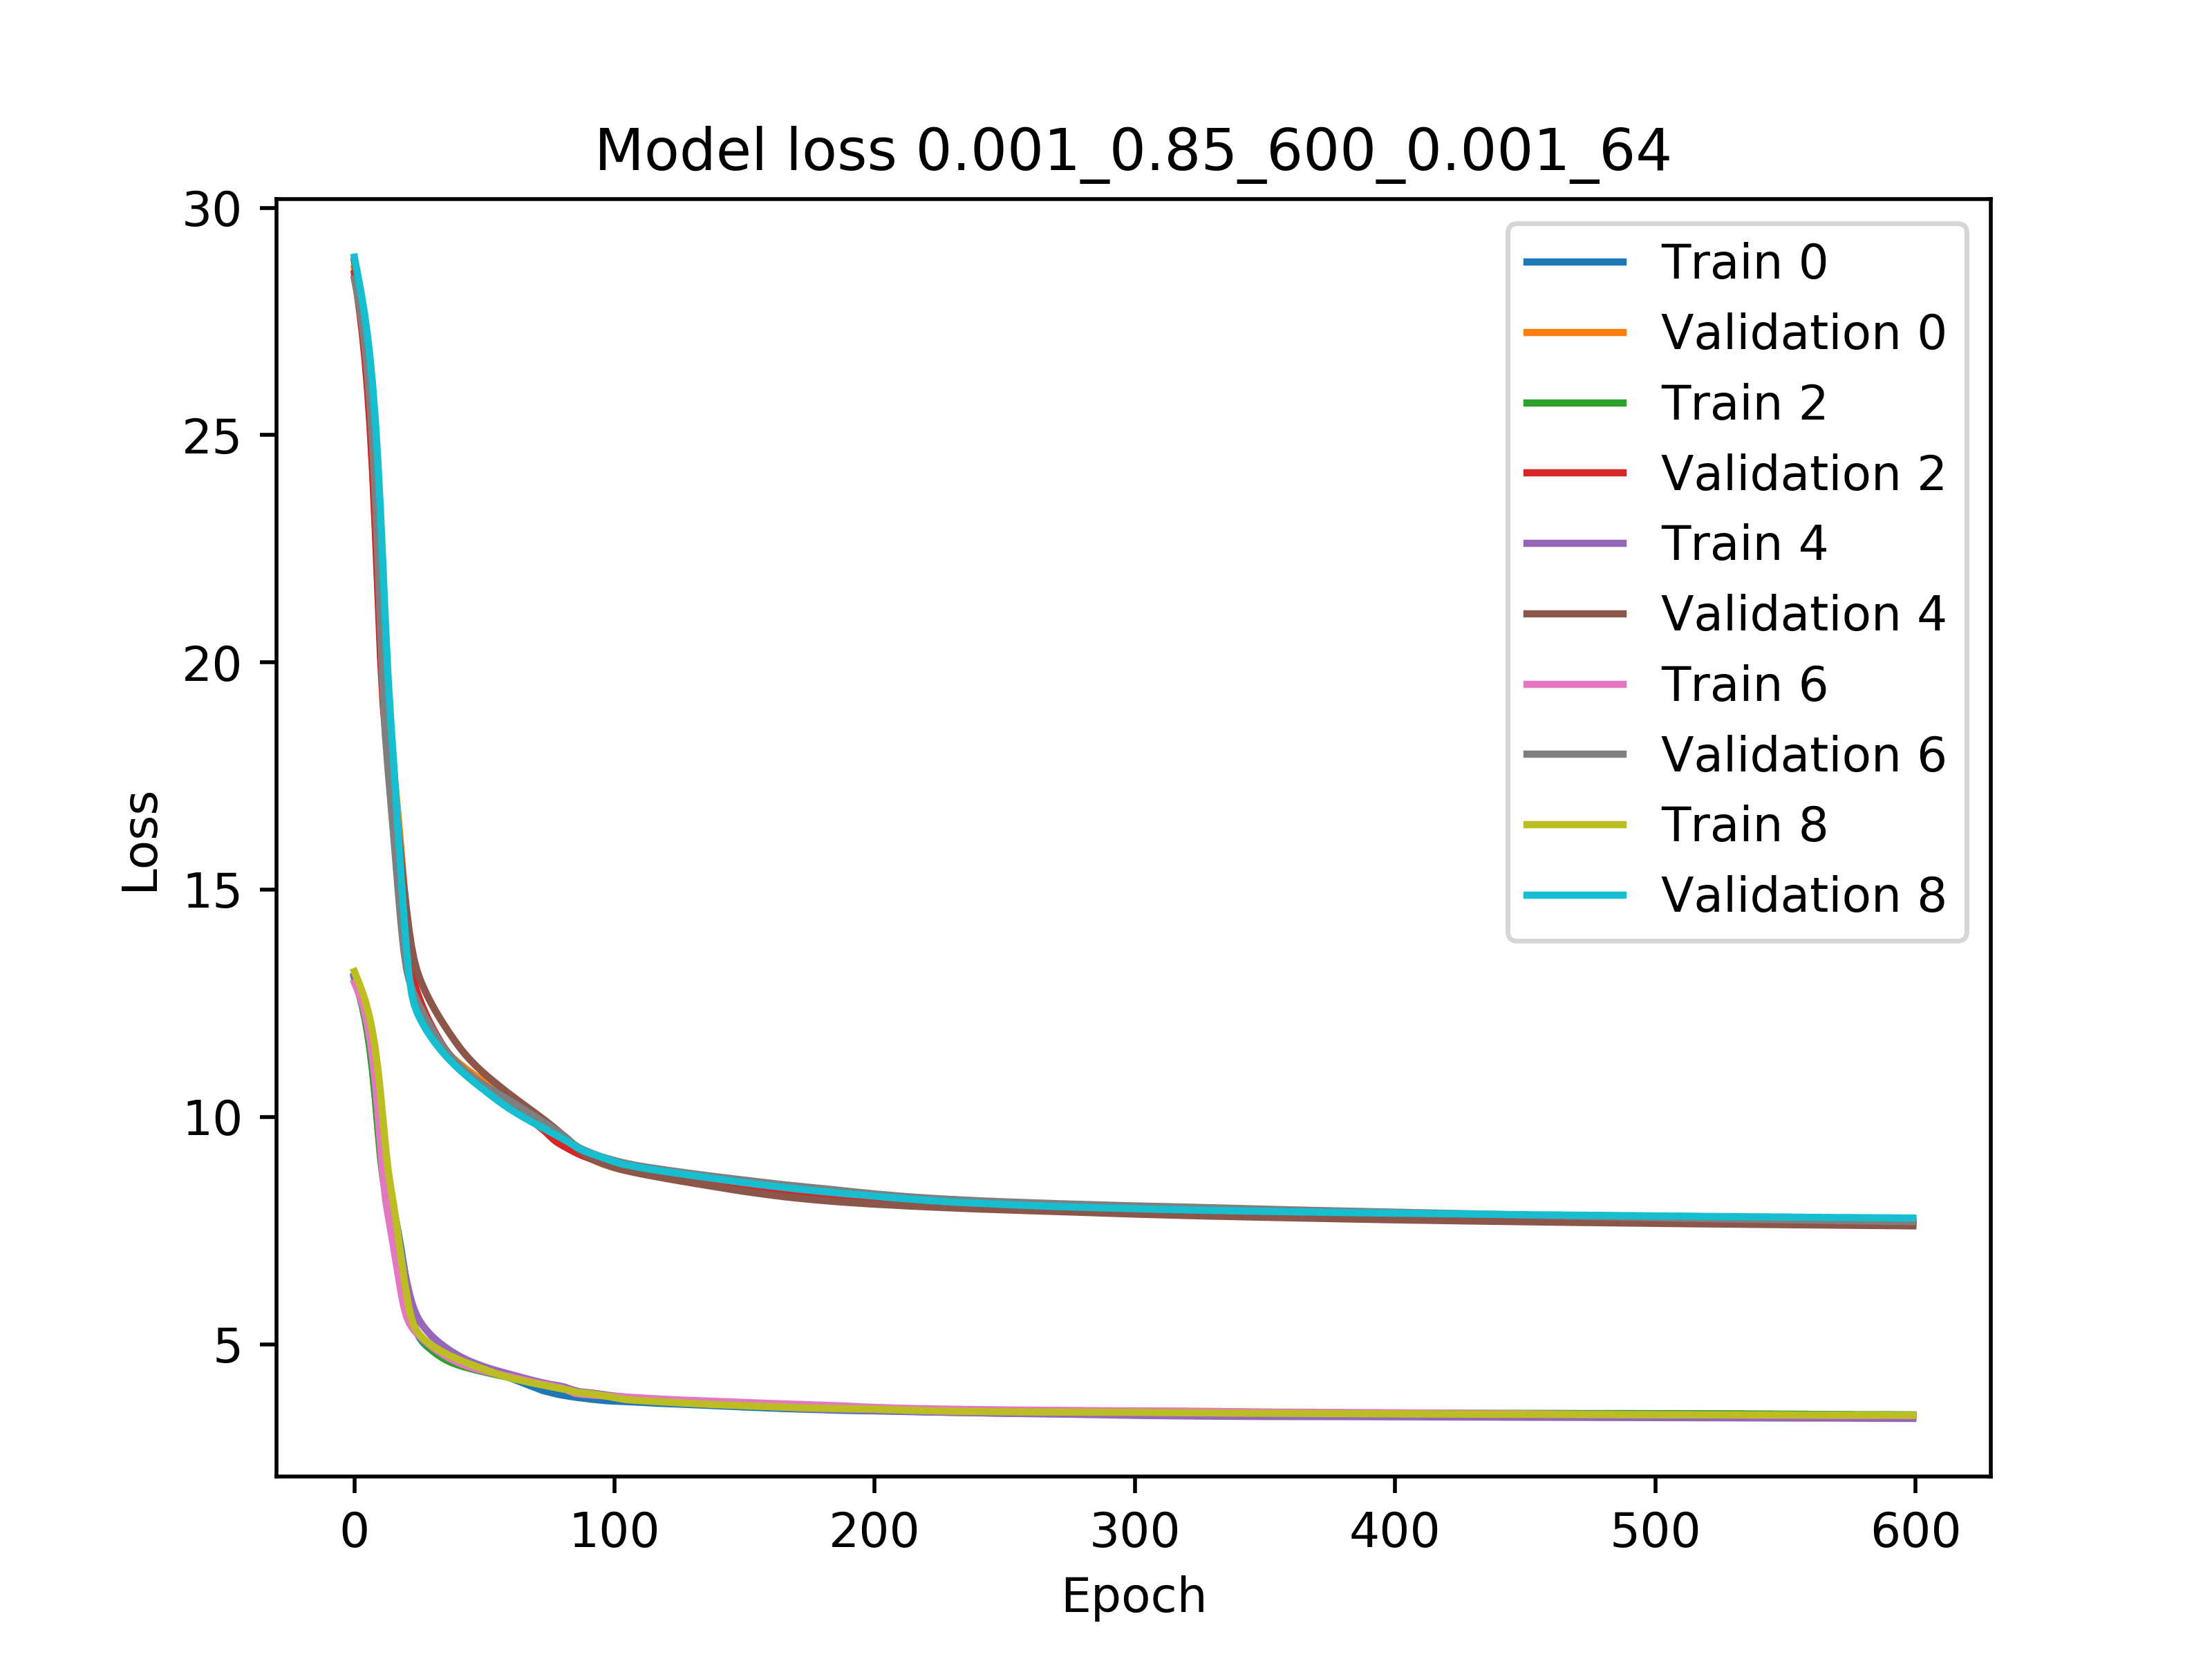 Model loss 0.001_0.85_600_0.001_64
30
25
20
15
10
5
Loss
Train 0
Validation 0
Train 2
Validation 2
Train 4
Validation 4
Train 6
Validation 6
Train 8
Validation 8
0 100 200 300 400 500 600
Epoch